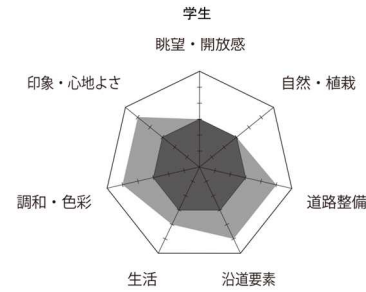 学生
眺望・開放感
印象・心地よさ
自然・植栽
調和・色彩
道路整備
生活
沿道要素